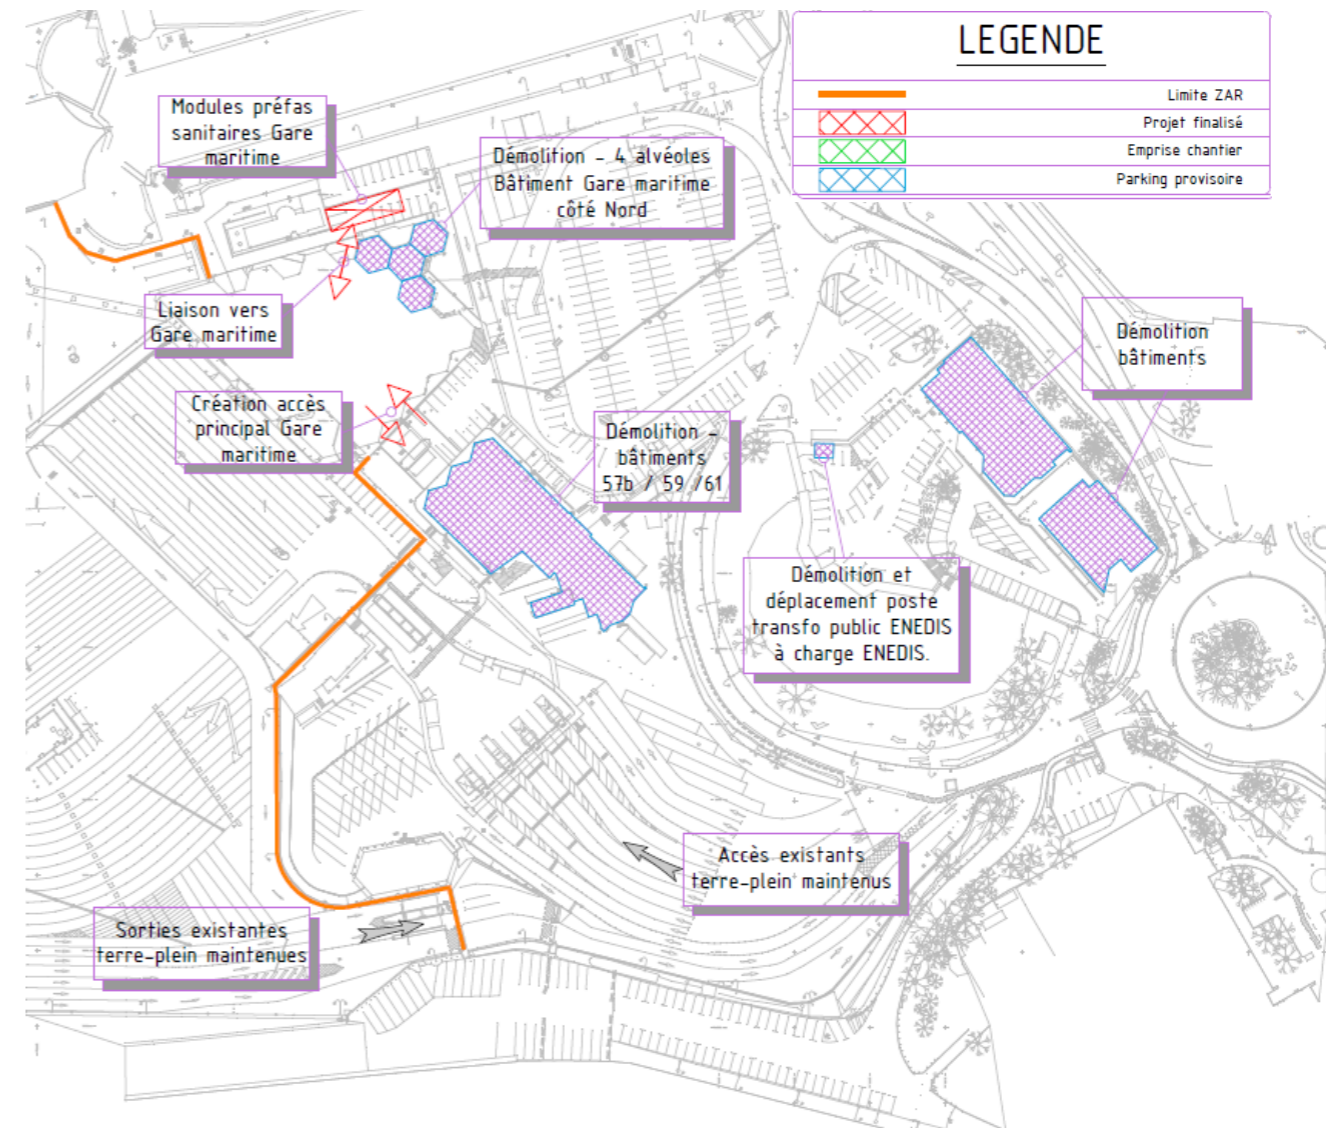 LEGENDE
Limite ZAR
Projet finalisé
Emprise chantier
Parking provisoire
Modules préfas
sanitaires Gare
maritime
Démolition - 4 alvéoles
Bâtiment Gare maritime
côté Nord
Liaison vers
Gare maritime
Démolition
bâtiments
Création accès
principal Gare
maritime
Démolition -
bâtiments
57b / 59 /61
Démolition et
déplacement poste
transfo public ENEDIS
à charge ENEDIS.
Accès existants
terre-plein maintenus
Sorties existantes
terre-plein maintenues